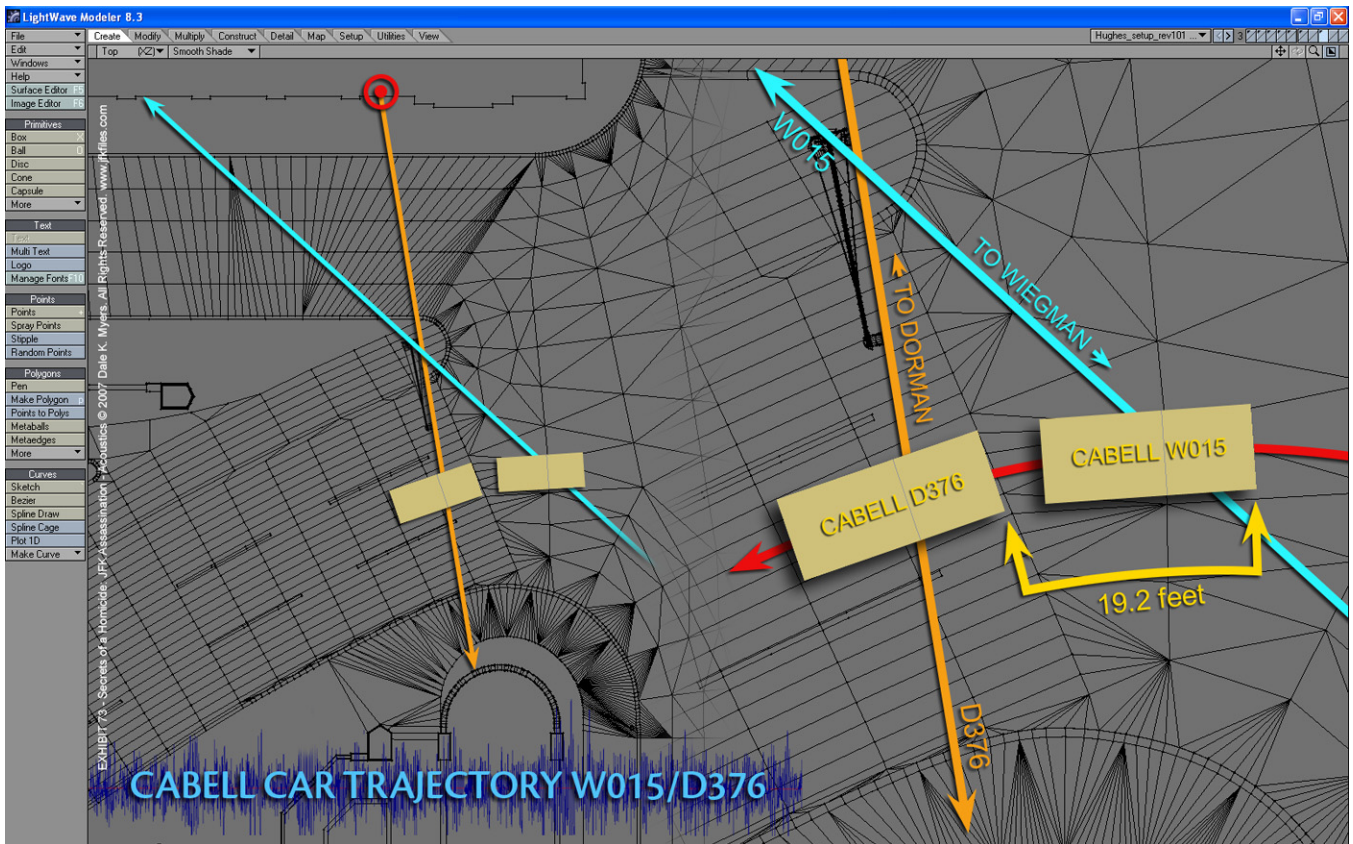 LightWave Modeler 8.3
File
Edit
Windows
Help
Surface Editor F5
Image Editor F6
Primitives
Box X
Ball O
Disc
Cone
Capsule
More
Text
Text
Multi Text
Logo
Manage Fonts F10
Points
Points +
Spray Points
Stipple
Random Points
Polygons
Pen
Make Polygon p
Points to Polys
Metaballs
Metaedges
More
Curves
Sketch
Bezier
Spline Draw
Spline Cage
Plot 1D
Make Curve
Create Modify Multiply Construct Detail Map Setup Utilities View
Hughes_setup_rev101 ... 3
Top (XZ) Smooth Shade
EXHIBIT 73 - Secrets of a Homicide: JFK Assassination - Acoustics © 2007 Dale K. Myers. All Rights Reserved. www.jfkfiles.com
W015
TO WIEGMAN
TO DORMAN
CABELL W015
CABELL D376
19.2 feet
D376
CABELL CAR TRAJECTORY W015/D376